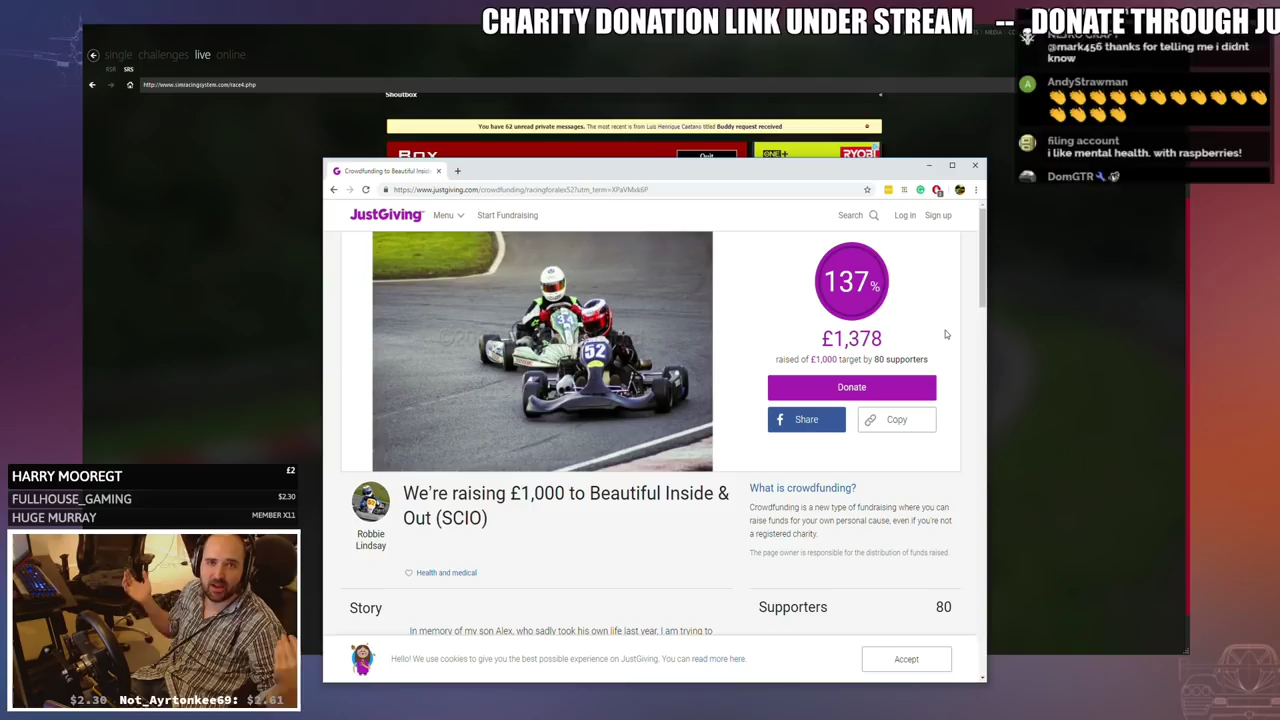 CHARITY DONATION LINK UNDER STREAM -- DONATE THROUGH JU
@mark456 thanks for telling me i didnt
know
AndyStrawman
filing account
i like mental health. with raspberries!
DomGTR
single challenges live online
RSR SRS
http://www.simracingsystem.com/race4.php
Shoutbox
You have 62 unread private messages. The most recent is from Luis Henrique Caetano titled Buddy request received
Quit
ONE+
RYOBI
Crowdfunding to Beautiful Insid
https://www.justgiving.com/crowdfunding/racingforalex52?utm_term=XPaVMxk6P
JustGiving
Menu
Start Fundraising
Search
Log in
Sign up
34
52
137%
£1,378
raised of £1,000 target by 80 supporters
Donate
Share
Copy
Robbie
Lindsay
We're raising £1,000 to Beautiful Inside &
Out (SCIO)
Health and medical
What is crowdfunding?
Crowdfunding is a new type of fundraising where you can
raise funds for your own personal cause, even if you're not
a registered charity.
The page owner is responsible for the distribution of funds raised.
Story
In memory of my son Alex, who sadly took his own life last year, I am trying to
Supporters
80
Hello! We use cookies to give you the best possible experience on JustGiving. You can read more here.
Accept
HARRY MOOREGT £2
FULLHOUSE_GAMING $2.30
HUGE MURRAY MEMBER X11
$2.30 Not_Ayrtonkee69: $2.61